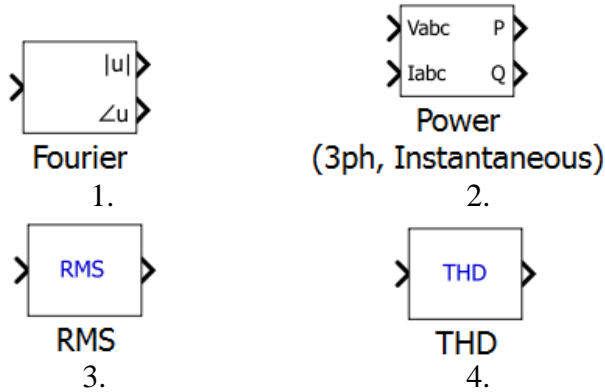 |u|
∠u
Fourier
1.
Vabc P
Iabc Q
Power
(3ph, Instantaneous)
2.
RMS
RMS
3.
THD
THD
4.